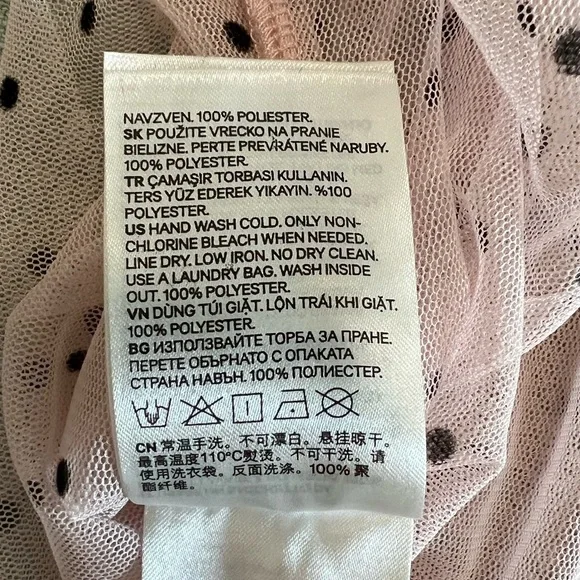 NAVZVEN. 100% POLIESTER.
SK POUŽITE VRECKO NA PRANIE
BIELIZNE. PERTE PREVRÁTENÉ NARUBY.
100% POLYESTER.
TR ÇAMAŞIR TORBASI KULLANIN.
TERS YÜZ EDEREK YIKAYIN. %100
POLYESTER.
US HAND WASH COLD. ONLY NON-
CHLORINE BLEACH WHEN NEEDED.
LINE DRY. LOW IRON. NO DRY CLEAN.
USE A LAUNDRY BAG. WASH INSIDE
OUT. 100% POLYESTER.
VN DÙNG TÚI GIẶT. LỘN TRÁI KHI GIẶT.
100% POLYESTER.
BG ИЗПОЛЗВАЙТЕ ТОРБА ЗА ПРАНЕ.
ПЕРЕТЕ ОБЪРНАТО С ОПАКАТА
СТРАНА НАВЪН. 100% ПОЛИЕСТЕР.
CN 常温手洗。不可漂白。悬挂晾干。
最高温度110°C熨烫。不可干洗。请
使用洗衣袋。反面洗涤。100% 聚
酯纤维。